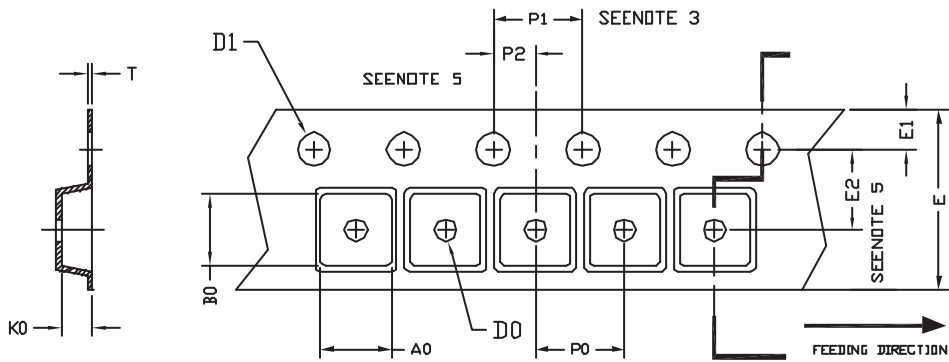 P1
SEENOTE 3
D1
P2
T
SEENOTE 5
E1
E2
E
SEENOTE 5
B0
K0
A0
D0
P0
FEEDING DIRECTION